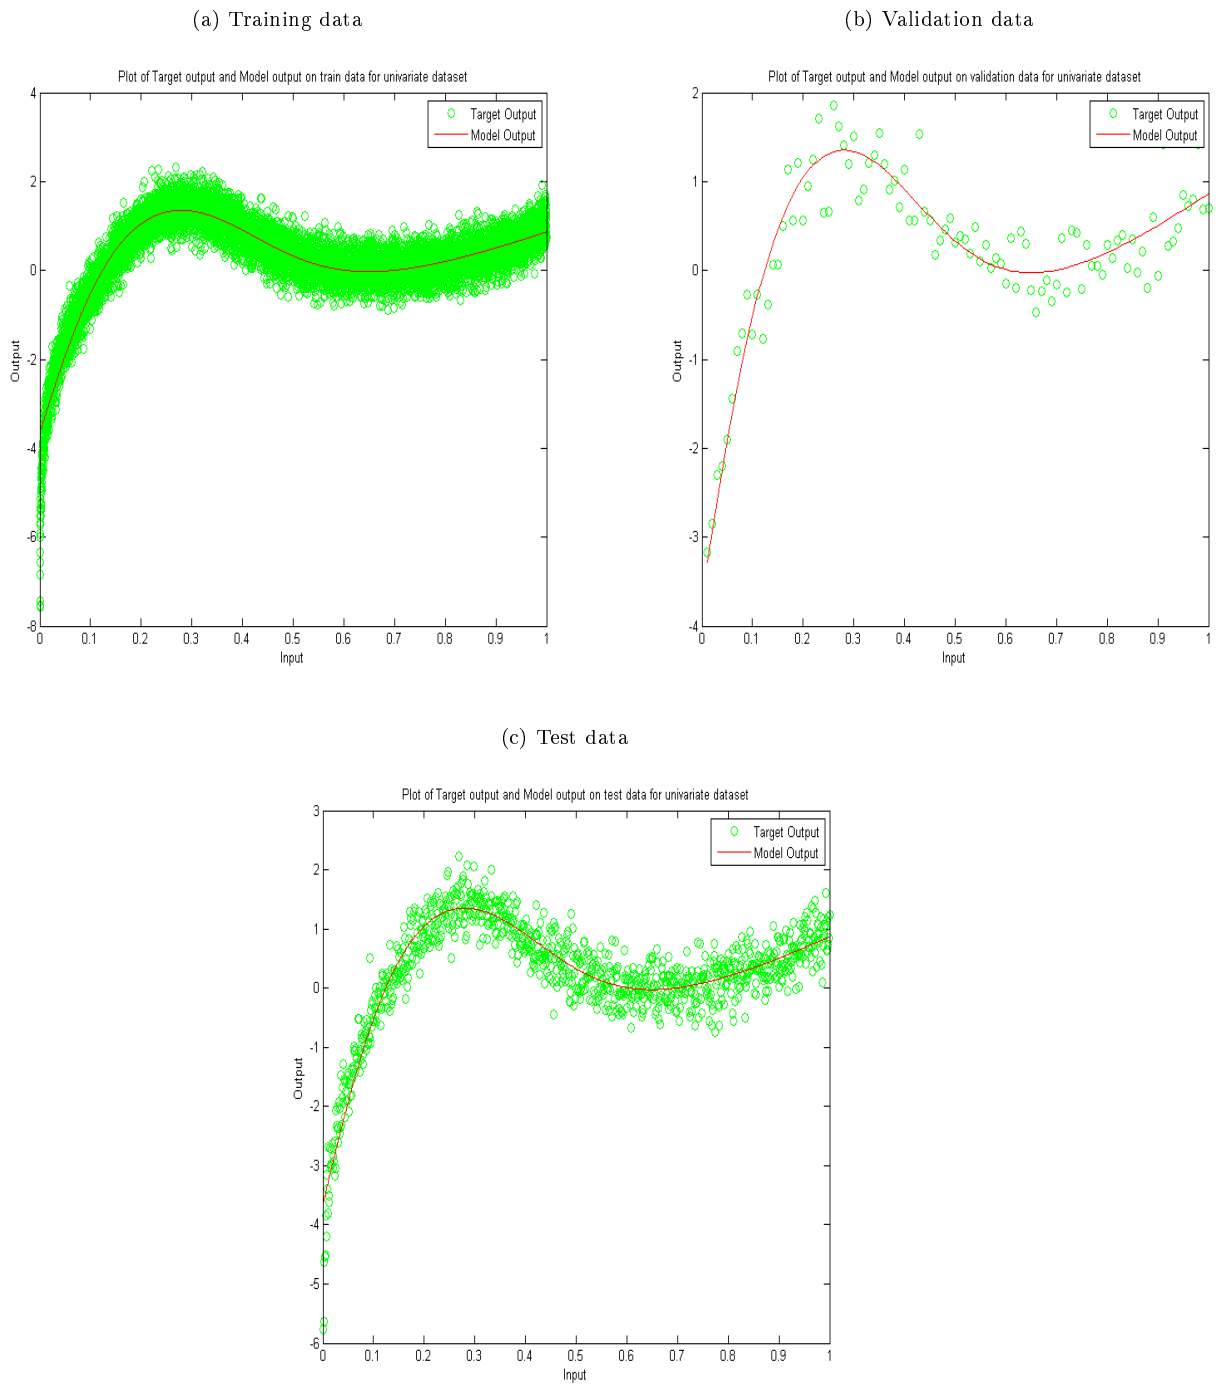 (a) Training data
(b) Validation data
Plot of Target output and Model output on train data for univariate dataset
Target Output
Model Output
4
2
0
-2
-4
-6
-8
Output
0 0.1 0.2 0.3 0.4 0.5 0.6 0.7 0.8 0.9 1
Input
Plot of Target output and Model output on validation data for univariate dataset
Target Output
Model Output
2
1
0
-1
-2
-3
-4
Output
0 0.1 0.2 0.3 0.4 0.5 0.6 0.7 0.8 0.9 1
Input
(c) Test data
Plot of Target output and Model output on test data for univariate dataset
Target Output
Model Output
3
2
1
0
-1
-2
-3
-4
-5
-6
Output
0 0.1 0.2 0.3 0.4 0.5 0.6 0.7 0.8 0.9 1
Input